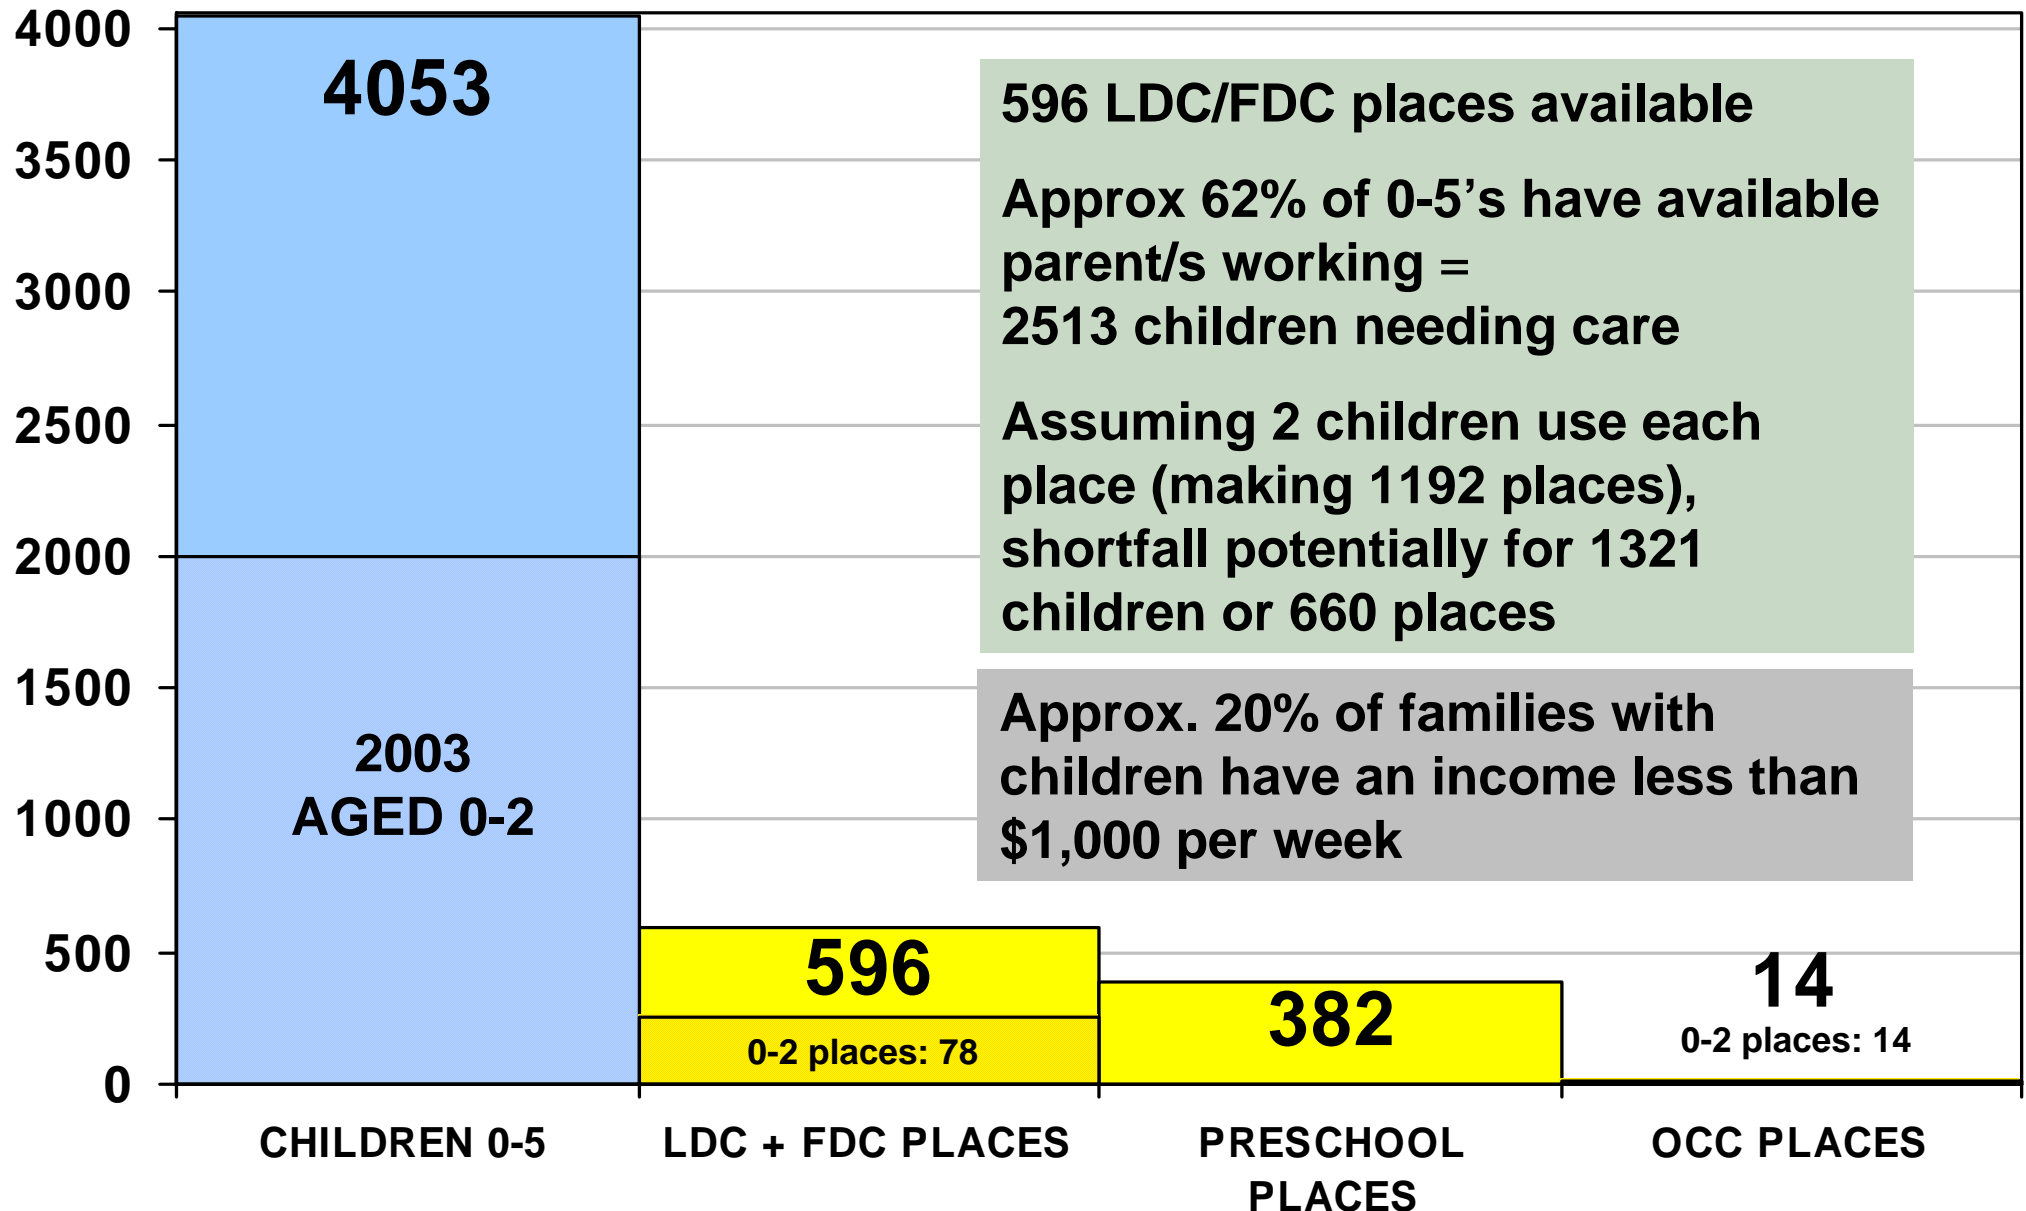 4000
3500
3000
2500
2000
1500
1000
500
0
4053
2003
AGED 0-2
596
0-2 places: 78
382
14
0-2 places: 14
596 LDC/FDC places available
Approx 62% of 0-5’s have available
parent/s working =
2513 children needing care
Assuming 2 children use each
place (making 1192 places),
shortfall potentially for 1321
children or 660 places
Approx. 20% of families with
children have an income less than
$1,000 per week
CHILDREN 0-5
LDC + FDC PLACES
PRESCHOOL
PLACES
OCC PLACES